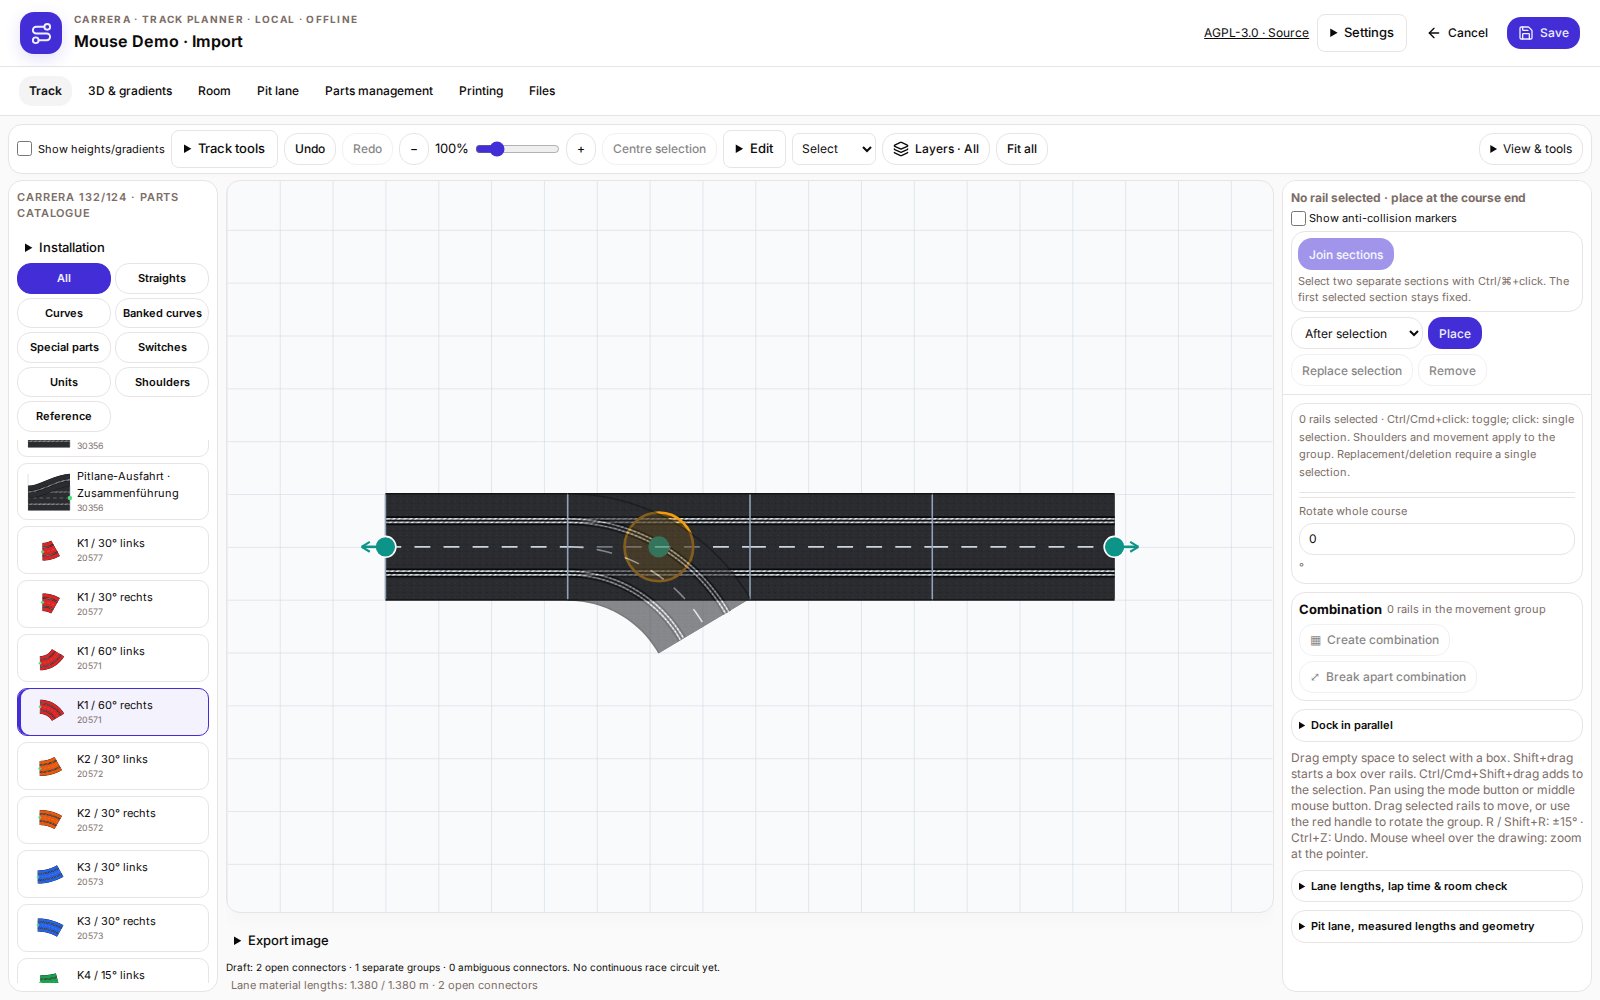 CARRERA · TRACK PLANNER · LOCAL · OFFLINE
Mouse Demo · Import
AGPL-3.0 · Source
Settings
Cancel
Save
Track
3D & gradients
Room
Pit lane
Parts management
Printing
Files
Show heights/gradients
Track tools
Undo
Redo
−
100%
+
Centre selection
Edit
Select
Layers · All
Fit all
View & tools
CARRERA 132/124 · PARTS
CATALOGUE
Installation
All
Straights
Curves
Banked curves
Special parts
Switches
Units
Shoulders
Reference
30356
Pitlane-Ausfahrt ·
Zusammenführung
30356
K1 / 30° links
20577
K1 / 30° rechts
20577
K1 / 60° links
20571
K1 / 60° rechts
20571
K2 / 30° links
20572
K2 / 30° rechts
20572
K3 / 30° links
20573
K3 / 30° rechts
20573
K4 / 15° links
Export image
Draft: 2 open connectors · 1 separate groups · 0 ambiguous connectors. No continuous race circuit yet.
Lane material lengths: 1.380 / 1.380 m · 2 open connectors
No rail selected · place at the course end
Show anti-collision markers
Join sections
Select two separate sections with Ctrl/⌘+click. The
first selected section stays fixed.
After selection
Place
Replace selection
Remove
0 rails selected · Ctrl/Cmd+click: toggle; click: single
selection. Shoulders and movement apply to the
group. Replacement/deletion require a single
selection.
Rotate whole course
0
°
Combination 0 rails in the movement group
Create combination
Break apart combination
Dock in parallel
Drag empty space to select with a box. Shift+drag
starts a box over rails. Ctrl/Cmd+Shift+drag adds to
the selection. Pan using the mode button or middle
mouse button. Drag selected rails to move, or use
the red handle to rotate the group. R / Shift+R: ±15° ·
Ctrl+Z: Undo. Mouse wheel over the drawing: zoom
at the pointer.
Lane lengths, lap time & room check
Pit lane, measured lengths and geometry